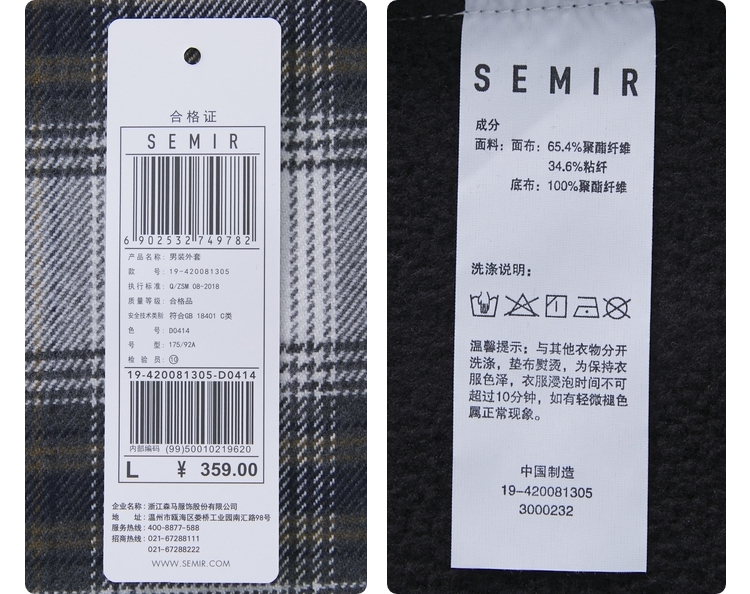 合格证
SEMIR
6 902532 749782
产品名称：男装外套
款 号：19-420081305
执行标准：Q/ZSM 08-2018
质量等级：合格品
安全技术类别 符合GB 18401 C类
色 号：D0414
号 型：175/92A
检 验 员：⑩
19-420081305-D0414
内部编码 (99)50010219620
L ¥ 359.00
企业名称：浙江森马服饰股份有限公司
地 址：温州市瓯海区娄桥工业园南汇路98号
服务热线：400-8877-588
招商热线：021-67288111
021-67288222
WWW.SEMIR.COM
SEMIR
成分
面料：面布：65.4%聚酯纤维
34.6%粘纤
底布：100%聚酯纤维
洗涤说明：
温馨提示：与其他衣物分开
洗涤，垫布熨烫，为保持衣
服色泽，衣服浸泡时间不可
超过10分钟，如有轻微褪色
属正常现象。
中国制造
19-420081305
3000232